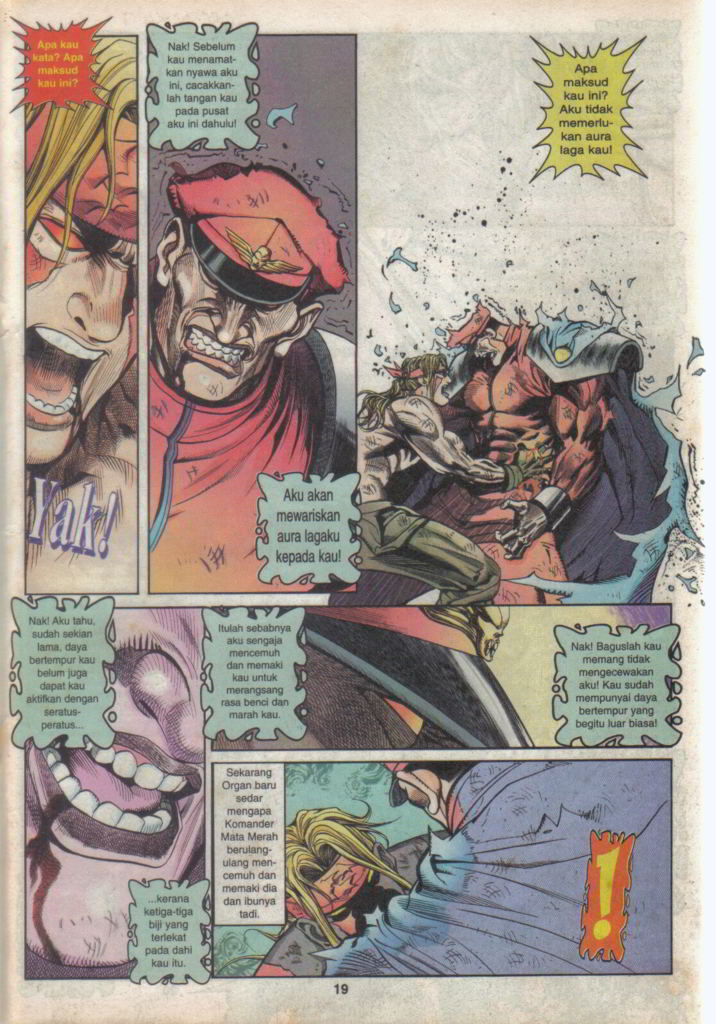 Apa kau
kata? Apa
maksud
kau ini?
Nak! Sebelum
kau menamat-
kan nyawa aku
ini, cacakkan-
lah tangan kau
pada pusat
aku ini dahulu!
Apa
maksud
kau ini?
Aku tidak
memerlu-
kan aura
laga kau!
Yak!
Aku akan
mewariskan
aura lagaku
kepada kau!
Nak! Aku tahu,
sudah sekian
lama, daya
bertempur kau
belum juga
dapat kau
aktifkan dengan
seratus-
peratus...
...kerana
ketiga-tiga
biji yang
terlekat
pada dahi
kau itu.
Itulah sebabnya
aku sengaja
mencemuh
dan memaki
kau untuk
merangsang
rasa benci dan
marah kau.
Nak! Baguslah kau
memang tidak
mengecewakan
aku! Kau sudah
mempunyai daya
bertempur yang
begitu luar biasa!
Sekarang
Organ baru
sedar
mengapa
Komander
Mata Merah
berulang-
ulang men-
cemuh dan
memaki dia
dan ibunya
tadi.
!
19